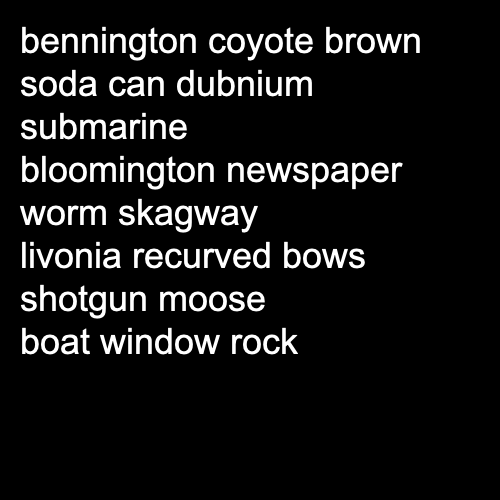 bennington coyote brown
soda can dubnium
submarine
bloomington newspaper
worm skagway
livonia recurved bows
shotgun moose
boat window rock